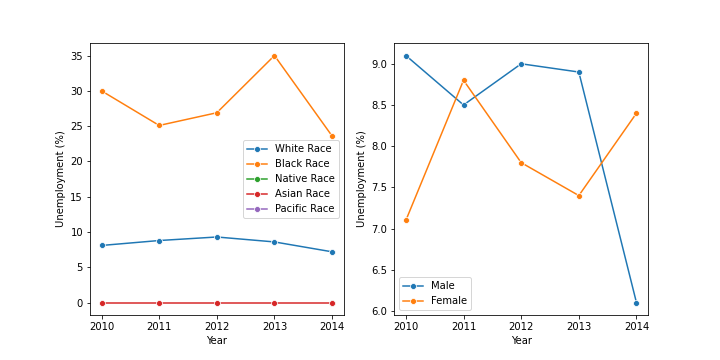 35
30
25
20
15
10
5
0
Unemployment (%)
White Race
Black Race
Native Race
Asian Race
Pacific Race
2010 2011 2012 2013 2014
Year
9.0
8.5
8.0
7.5
7.0
6.5
6.0
Unemployment (%)
Male
Female
2010 2011 2012 2013 2014
Year